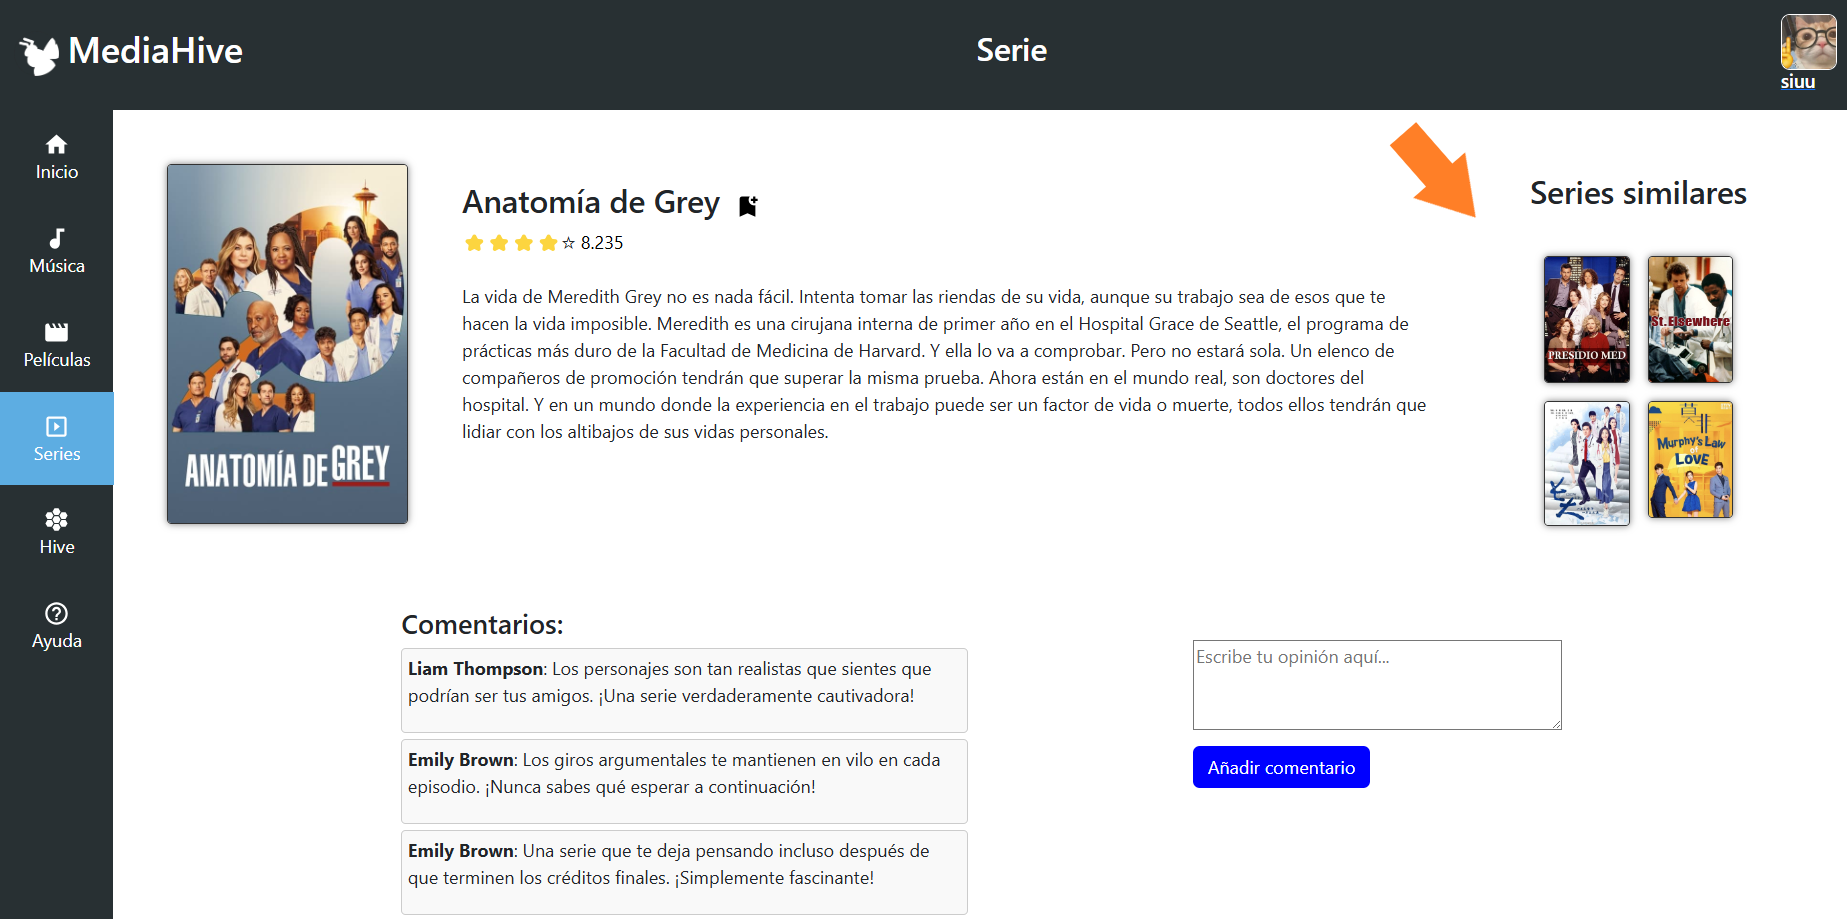 MediaHive
Serie
siuu
Inicio
Música
Películas
Series
Hive
Ayuda
ANATOMÍA DE GREY
Anatomía de Grey
8.235
La vida de Meredith Grey no es nada fácil. Intenta tomar las riendas de su vida, aunque su trabajo sea de esos que te
hacen la vida imposible. Meredith es una cirujana interna de primer año en el Hospital Grace de Seattle, el programa de
prácticas más duro de la Facultad de Medicina de Harvard. Y ella lo va a comprobar. Pero no estará sola. Un elenco de
compañeros de promoción tendrán que superar la misma prueba. Ahora están en el mundo real, son doctores del
hospital. Y en un mundo donde la experiencia en el trabajo puede ser un factor de vida o muerte, todos ellos tendrán que
lidiar con los altibajos de sus vidas personales.
Series similares
PRESIDIO MED
St. Elsewhere
Murphy's Law
of
LOVE
Comentarios:
Liam Thompson: Los personajes son tan realistas que sientes que
podrían ser tus amigos. ¡Una serie verdaderamente cautivadora!
Emily Brown: Los giros argumentales te mantienen en vilo en cada
episodio. ¡Nunca sabes qué esperar a continuación!
Emily Brown: Una serie que te deja pensando incluso después de
que terminen los créditos finales. ¡Simplemente fascinante!
Escribe tu opinión aquí...
Añadir comentario